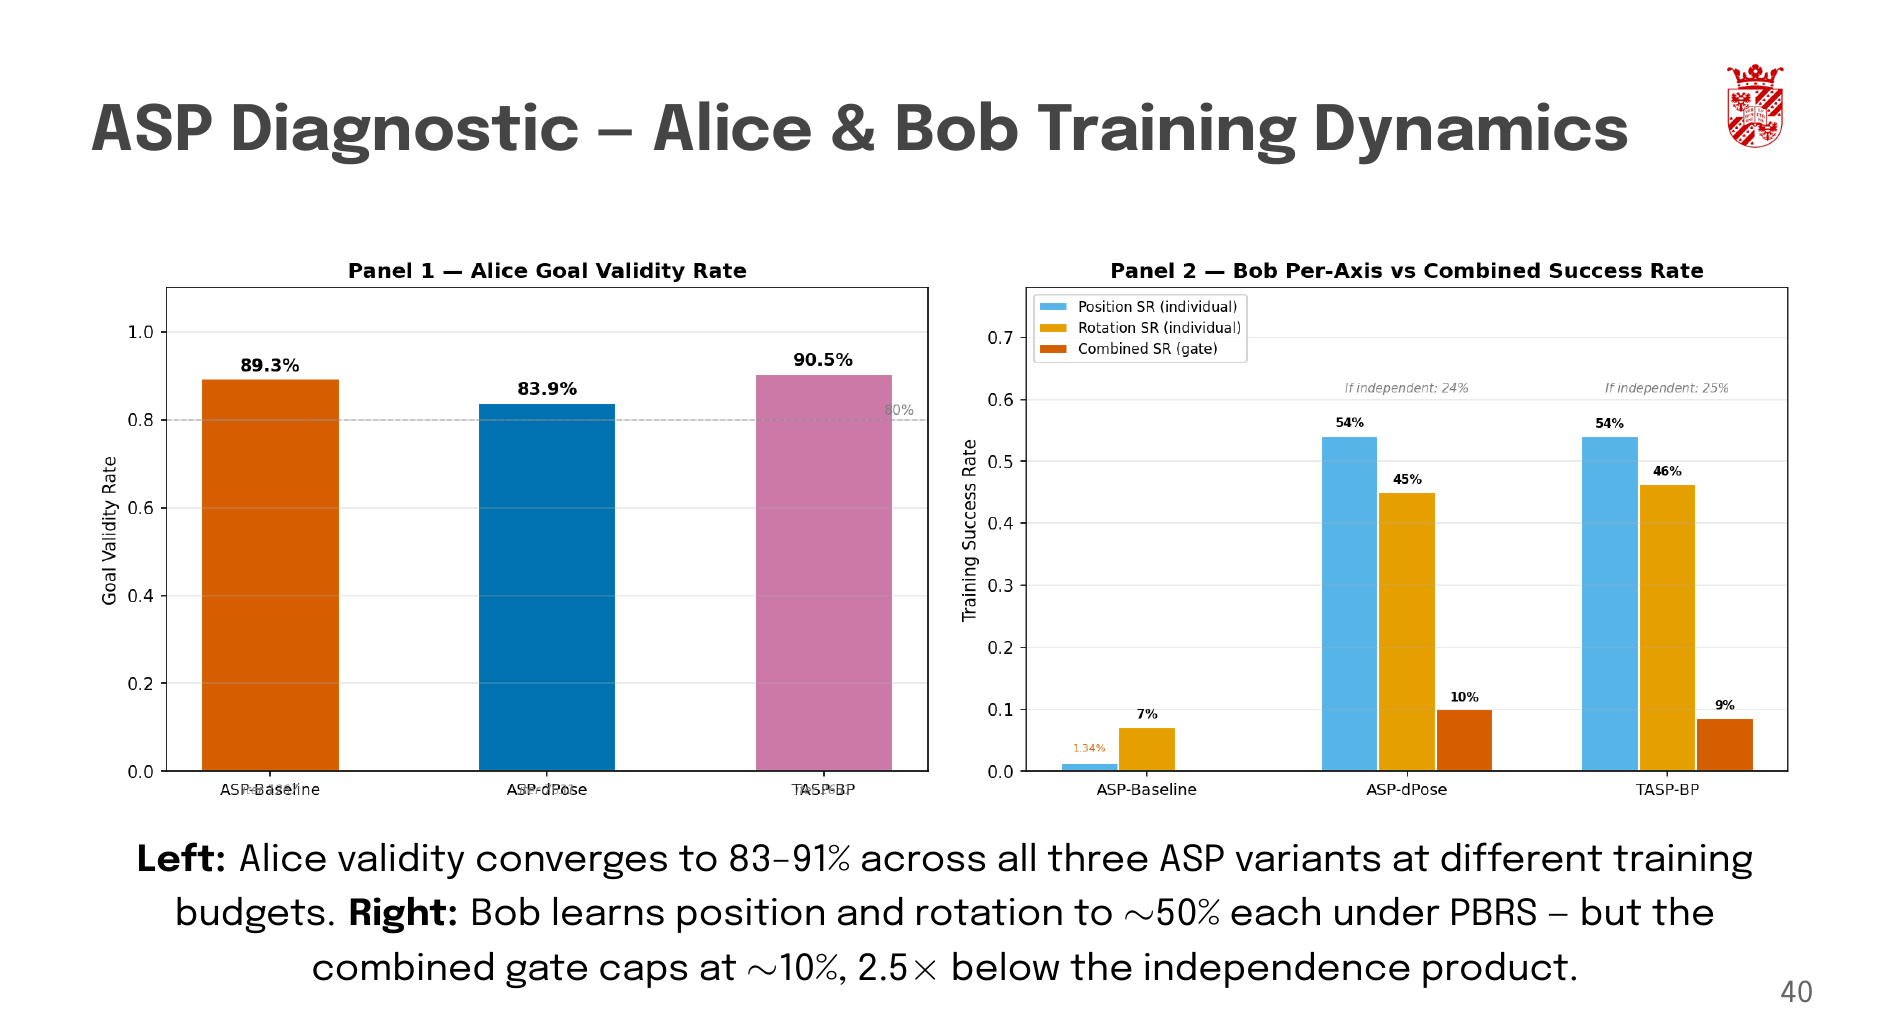 ASP Diagnostic – Alice & Bob Training Dynamics
Panel 1 — Alice Goal Validity Rate
Goal Validity Rate
1.0
0.8
0.6
0.4
0.2
0.0
89.3%
83.9%
90.5%
80%
ASP-Baseline
ASP-dPose
TASP-BP
Panel 2 — Bob Per-Axis vs Combined Success Rate
Position SR (individual)
Rotation SR (individual)
Combined SR (gate)
Training Success Rate
0.7
0.6
0.5
0.4
0.3
0.2
0.1
0.0
If independent: 24%
If independent: 25%
1.34%
7%
54%
45%
10%
54%
46%
9%
ASP-Baseline
ASP-dPose
TASP-BP
Left: Alice validity converges to 83–91% across all three ASP variants at different training
budgets. Right: Bob learns position and rotation to ~50% each under PBRS – but the
combined gate caps at ~10%, 2.5× below the independence product.
40